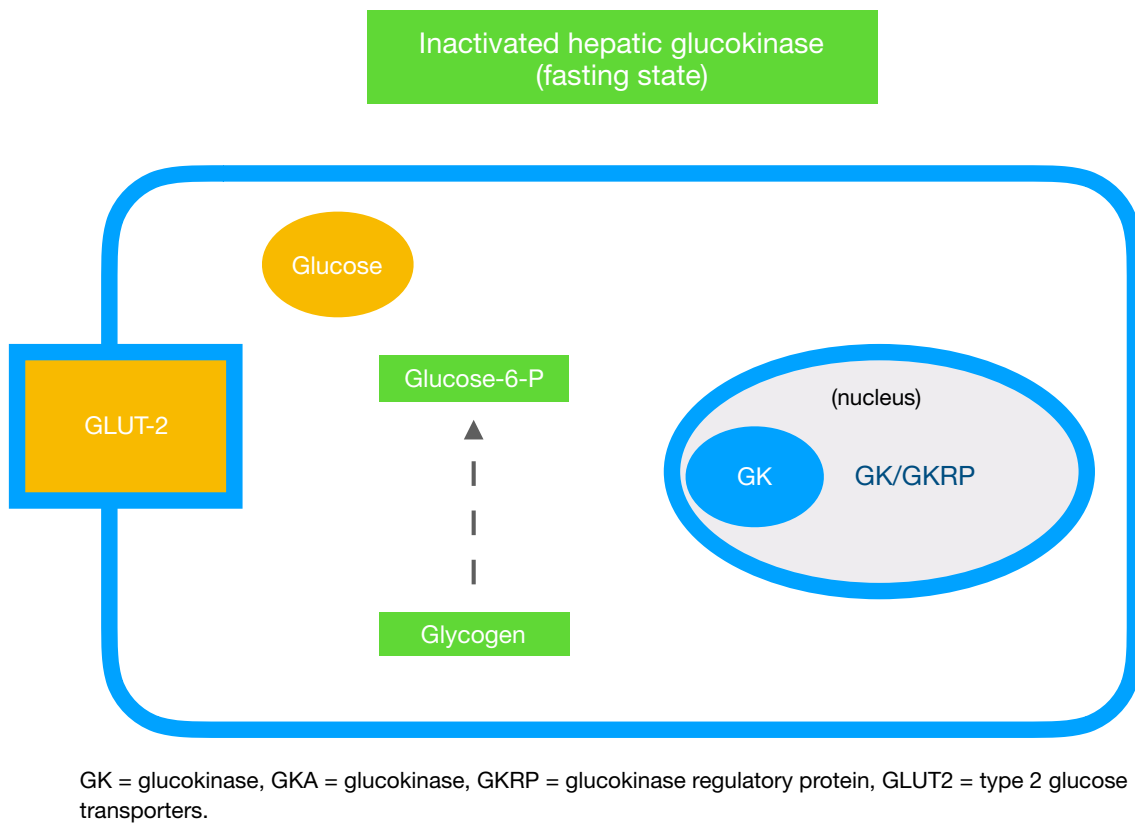 Inactivated hepatic glucokinase
(fasting state)
Glucose
Glucose-6-P
GLUT-2
(nucleus)
GK
GK/GKRP
Glycogen
GK = glucokinase, GKA = glucokinase, GKRP = glucokinase regulatory protein, GLUT2 = type 2 glucose
transporters.